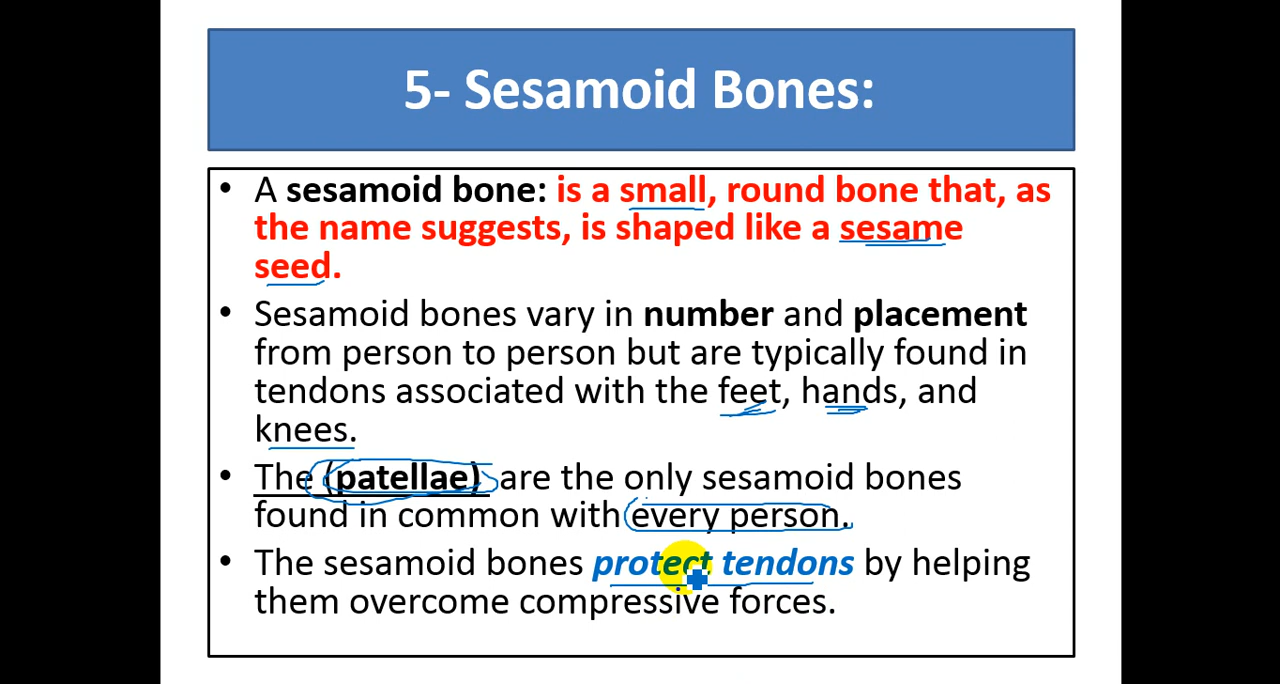 5- Sesamoid Bones:
• A sesamoid bone: is a small, round bone that, as
the name suggests, is shaped like a sesame
seed.
• Sesamoid bones vary in number and placement
from person to person but are typically found in
tendons associated with the feet, hands, and
knees.
• The (patellae) are the only sesamoid bones
found in common with every person.
• The sesamoid bones protect tendons by helping
them overcome compressive forces.